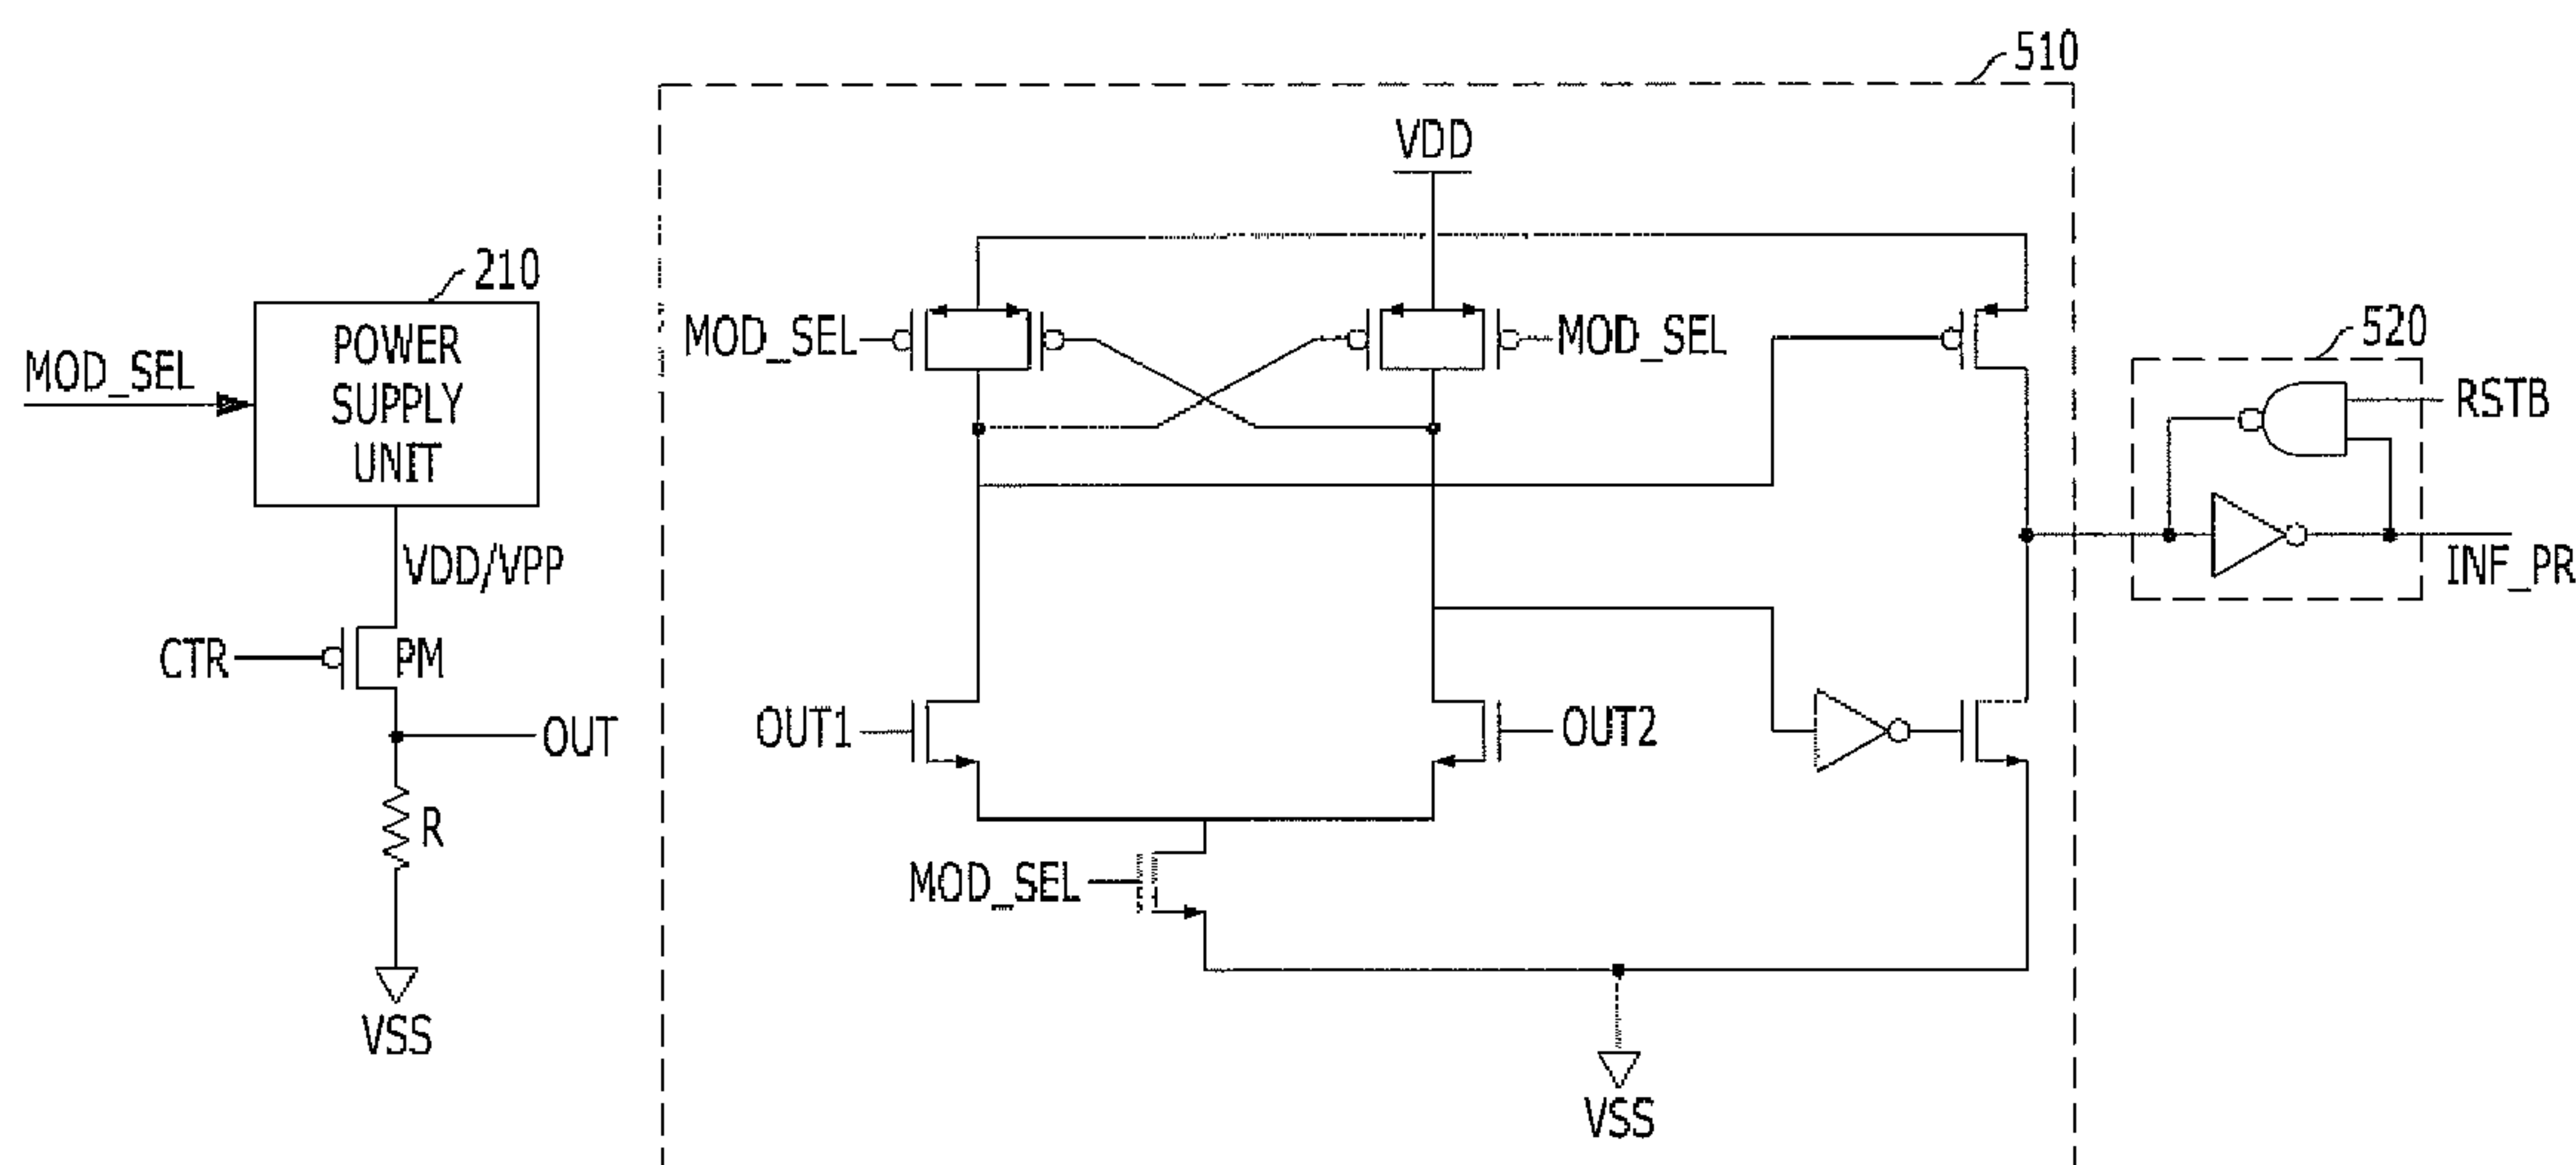 510
VDD
210
MOD_SEL
POWER
SUPPLY
UNIT
MOD_SEL
MOD_SEL
520
RSTB
VDD/VPP
INF_PR
CTR
PM
OUT
OUT1
OUT2
R
MOD_SEL
VSS
VSS